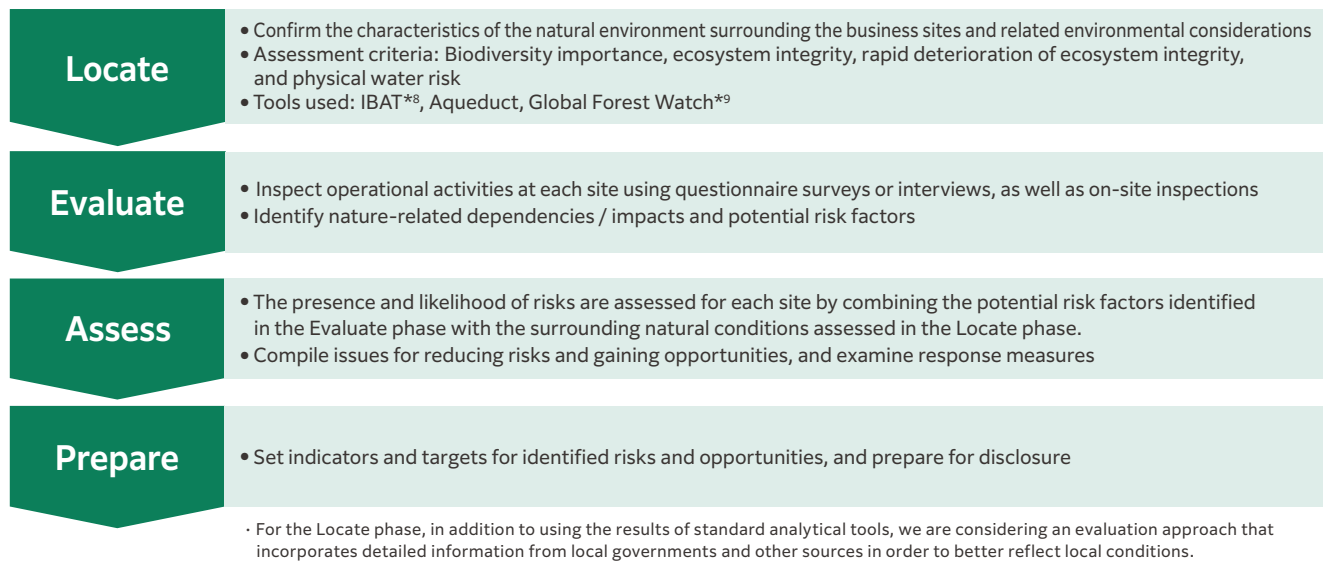 Locate
• Confirm the characteristics of the natural environment surrounding the business sites and related environmental considerations
• Assessment criteria: Biodiversity importance, ecosystem integrity, rapid deterioration of ecosystem integrity,
and physical water risk
• Tools used: IBAT*⁸, Aqueduct, Global Forest Watch*⁹
Evaluate
• Inspect operational activities at each site using questionnaire surveys or interviews, as well as on-site inspections
• Identify nature-related dependencies / impacts and potential risk factors
Assess
• The presence and likelihood of risks are assessed for each site by combining the potential risk factors identified
in the Evaluate phase with the surrounding natural conditions assessed in the Locate phase.
• Compile issues for reducing risks and gaining opportunities, and examine response measures
Prepare
• Set indicators and targets for identified risks and opportunities, and prepare for disclosure
· For the Locate phase, in addition to using the results of standard analytical tools, we are considering an evaluation approach that
incorporates detailed information from local governments and other sources in order to better reflect local conditions.